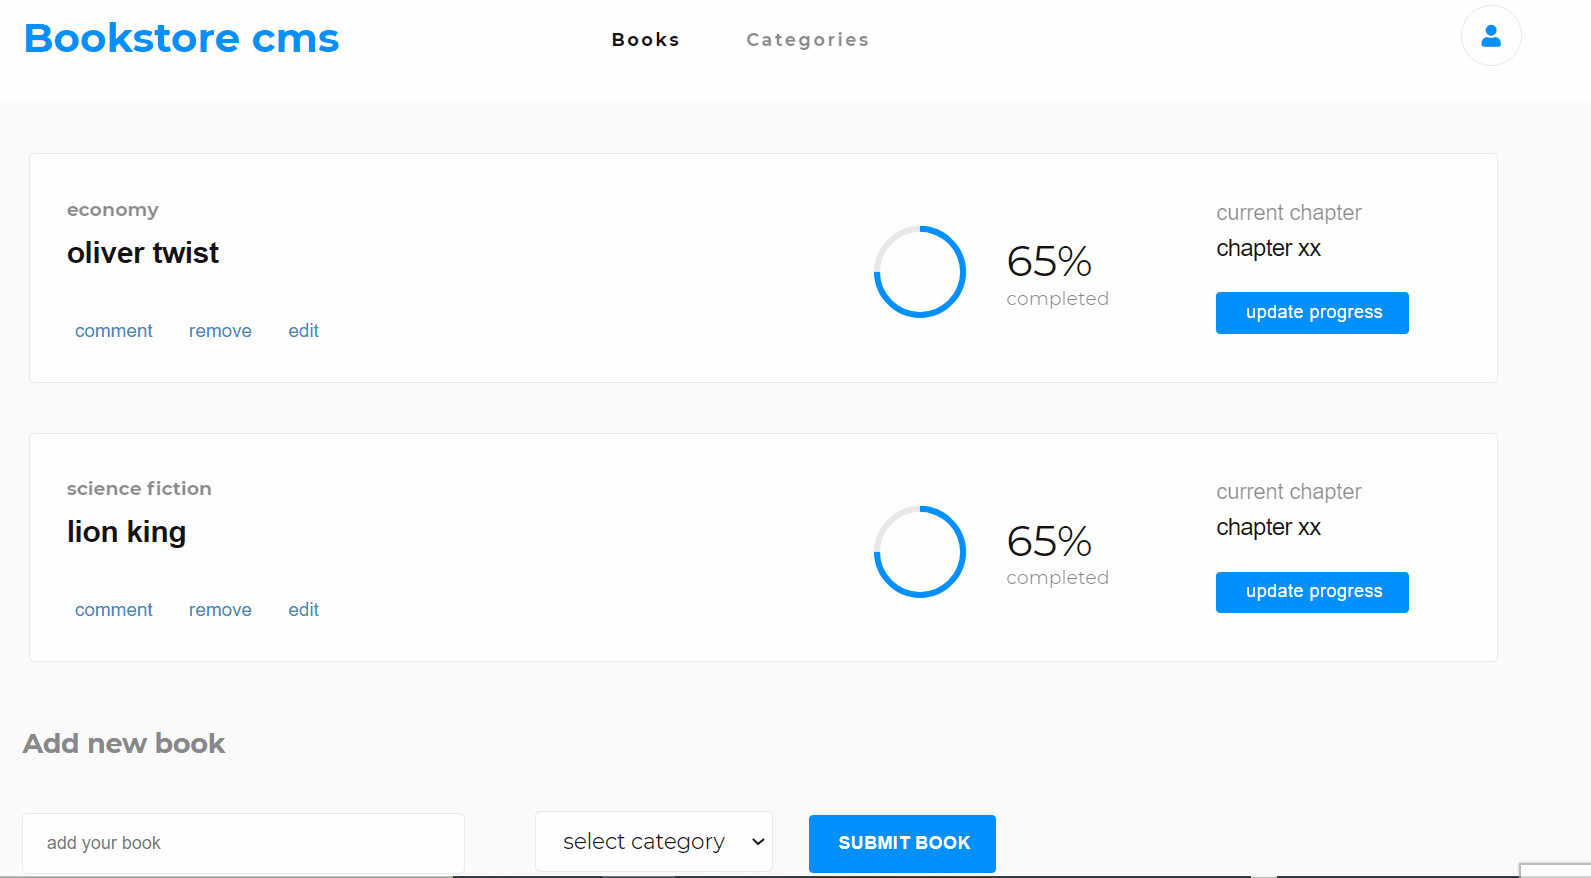 Bookstore cms
Books
Categories
economy
oliver twist
comment
remove
edit
65%
completed
current chapter
chapter xx
update progress
science fiction
lion king
comment
remove
edit
65%
completed
current chapter
chapter xx
update progress
Add new book
add your book
select category
SUBMIT BOOK